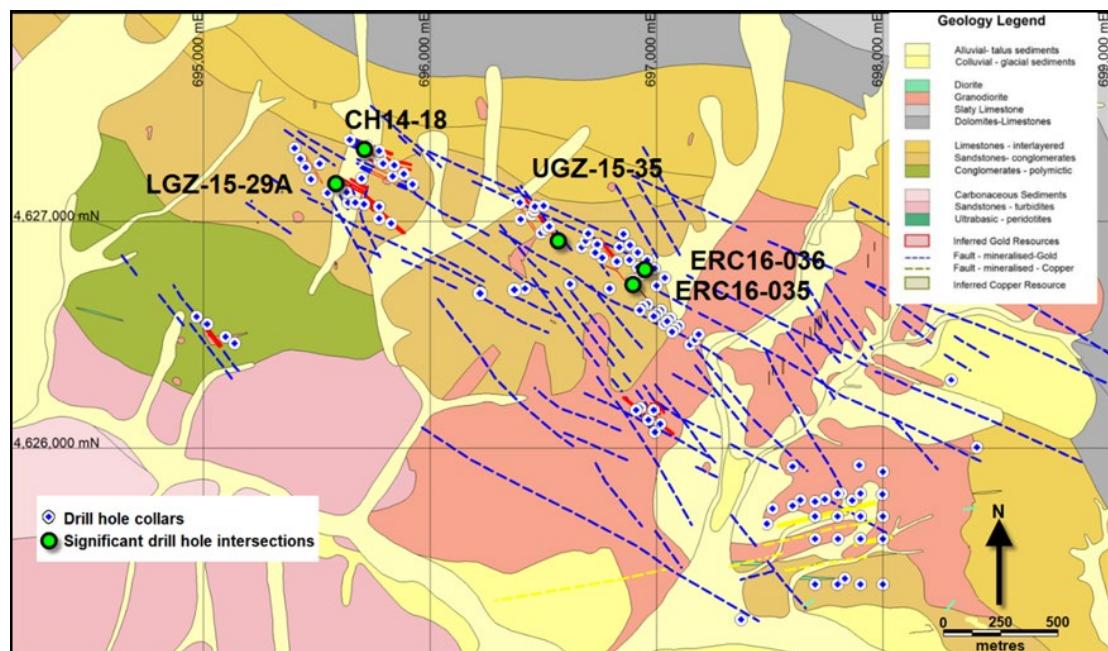 695,000 mE
696,000 mE
697,000 mE
698,000 mE
699,000 mE
Geology Legend
Alluvial- talus sediments
Colluvial - glacial sediments
Diorite
Granodiorite
Slaty Limestone
Dolomites-Limestones
Limestones - interlayered
Sandstones- conglomerates
Conglomerates - polymictic
Carbonaceous Sediments
Sandstones - turbidites
Ultrabasic - peridotites
Inferred Gold Resources
Fault - mineralised-Gold
Fault - mineralised - Copper
Inferred Copper Resource
CH14-18
LGZ-15-29A
UGZ-15-35
4,627,000 mN
ERC16-036
ERC16-035
4,626,000 mN
Drill hole collars
Significant drill hole intersections
N
0 250 500
metres